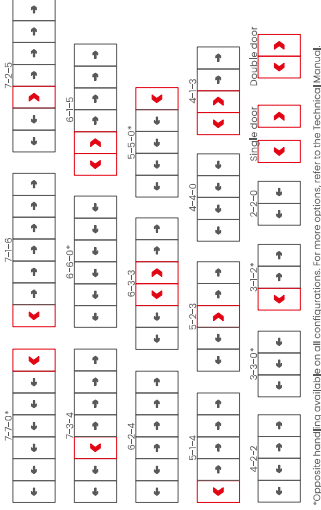 7-7-0* 7-1-6 7-2-5
7-3-4 6-6-0* 6-1-5
6-2-4 6-3-3 5-5-0*
5-1-4 5-2-3 4-4-0 4-1-3
4-2-2 3-3-0* 3-1-2* 2-2-0 Single door Double door
*Opposite handling available on all configurations. For more options, refer to the Technical Manual.